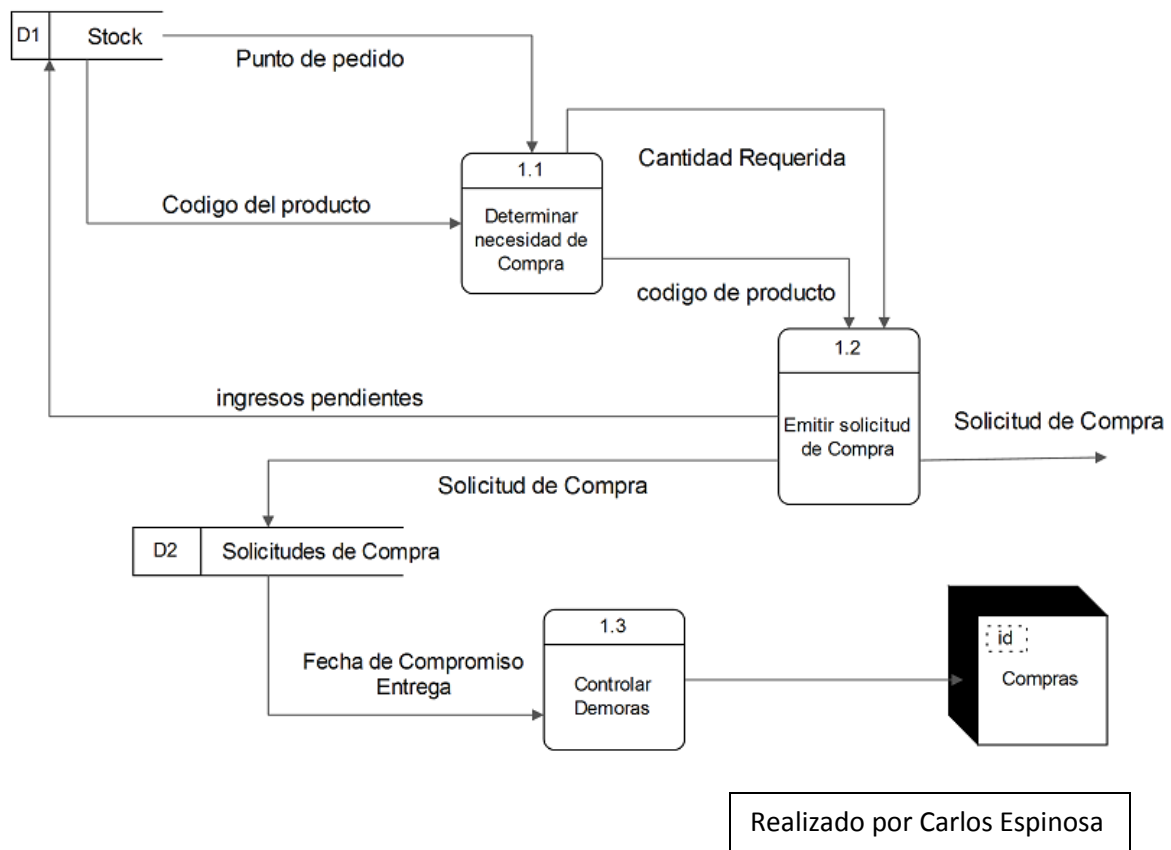 D1
Stock
Punto de pedido
1.1
Cantidad Requerida
Codigo del producto
Determinar
necesidad de
Compra
codigo de producto
1.2
ingresos pendientes
Emitir solicitud
de Compra
Solicitud de Compra
Solicitud de Compra
D2
Solicitudes de Compra
1.3
id
Fecha de Compromiso
Entrega
Controlar
Demoras
Compras
Realizado por Carlos Espinosa